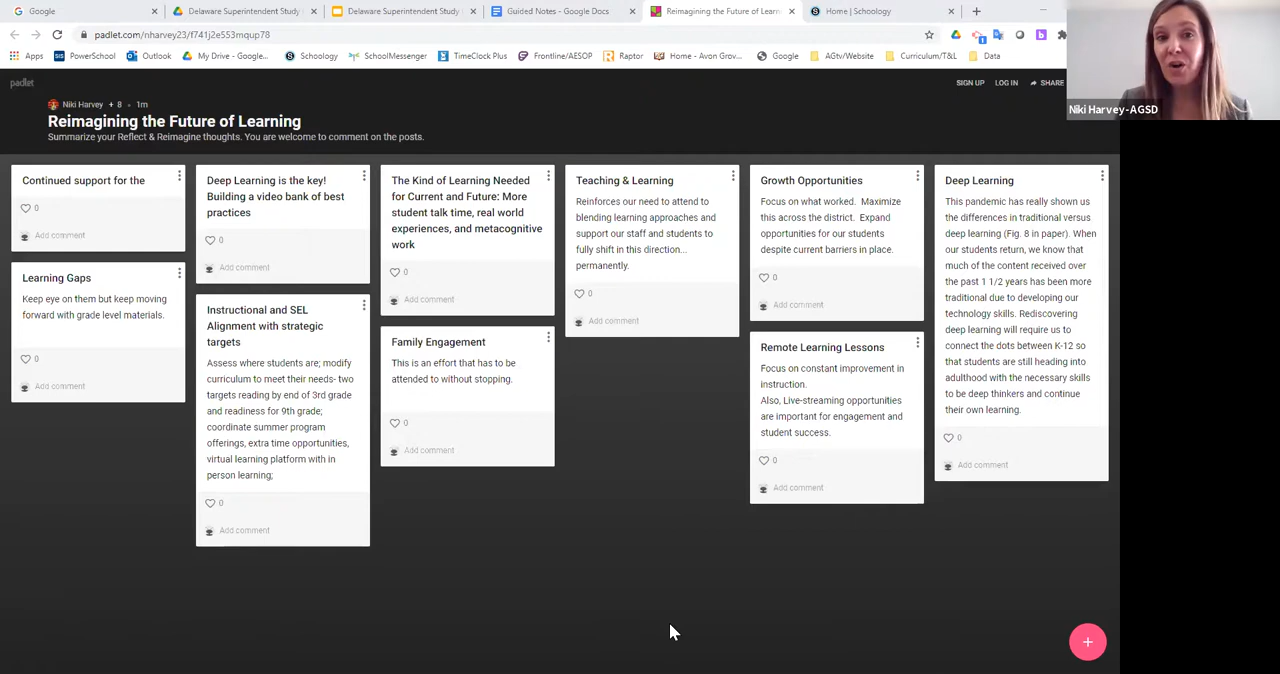 Google
Delaware Superintendent Study
Delaware Superintendent Study
Guided Notes - Google Docs
Reimagining the Future of Learn
Home | Schoology
padlet.com/nharvey23/f741j2e553mqup78
Apps
PowerSchool
Outlook
My Drive - Google...
Schoology
SchoolMessenger
TimeClock Plus
Frontline/AESOP
Raptor
Home - Avon Grov...
Google
AGtv/Website
Curriculum/T&L
Data
Niki Harvey-AGSD
padlet
SIGN UP
LOG IN
SHARE
Niki Harvey + 8 • 1m
Reimagining the Future of Learning
Summarize your Reflect & Reimagine thoughts. You are welcome to comment on the posts.
Continued support for the
0
Add comment
Learning Gaps
Keep eye on them but keep moving
forward with grade level materials.
0
Add comment
Deep Learning is the key!
Building a video bank of best
practices
0
Add comment
Instructional and SEL
Alignment with strategic
targets
Assess where students are; modify
curriculum to meet their needs- two
targets reading by end of 3rd grade
and readiness for 9th grade;
coordinate summer program
offerings, extra time opportunities,
virtual learning platform with in
person learning;
0
Add comment
The Kind of Learning Needed
for Current and Future: More
student talk time, real world
experiences, and metacognitive
work
0
Add comment
Family Engagement
This is an effort that has to be
attended to without stopping.
0
Add comment
Teaching & Learning
Reinforces our need to attend to
blending learning approaches and
support our staff and students to
fully shift in this direction...
permanently.
0
Add comment
Growth Opportunities
Focus on what worked. Maximize
this across the district. Expand
opportunities for our students
despite current barriers in place.
0
Add comment
Remote Learning Lessons
Focus on constant improvement in
instruction.
Also, Live-streaming opportunities
are important for engagement and
student success.
0
Add comment
Deep Learning
This pandemic has really shown us
the differences in traditional versus
deep learning (Fig. 8 in paper). When
our students return, we know that
much of the content received over
the past 1 1/2 years has been more
traditional due to developing our
technology skills. Rediscovering
deep learning will require us to
connect the dots between K-12 so
that students are still heading into
adulthood with the necessary skills
to be deep thinkers and continue
their own learning.
0
Add comment